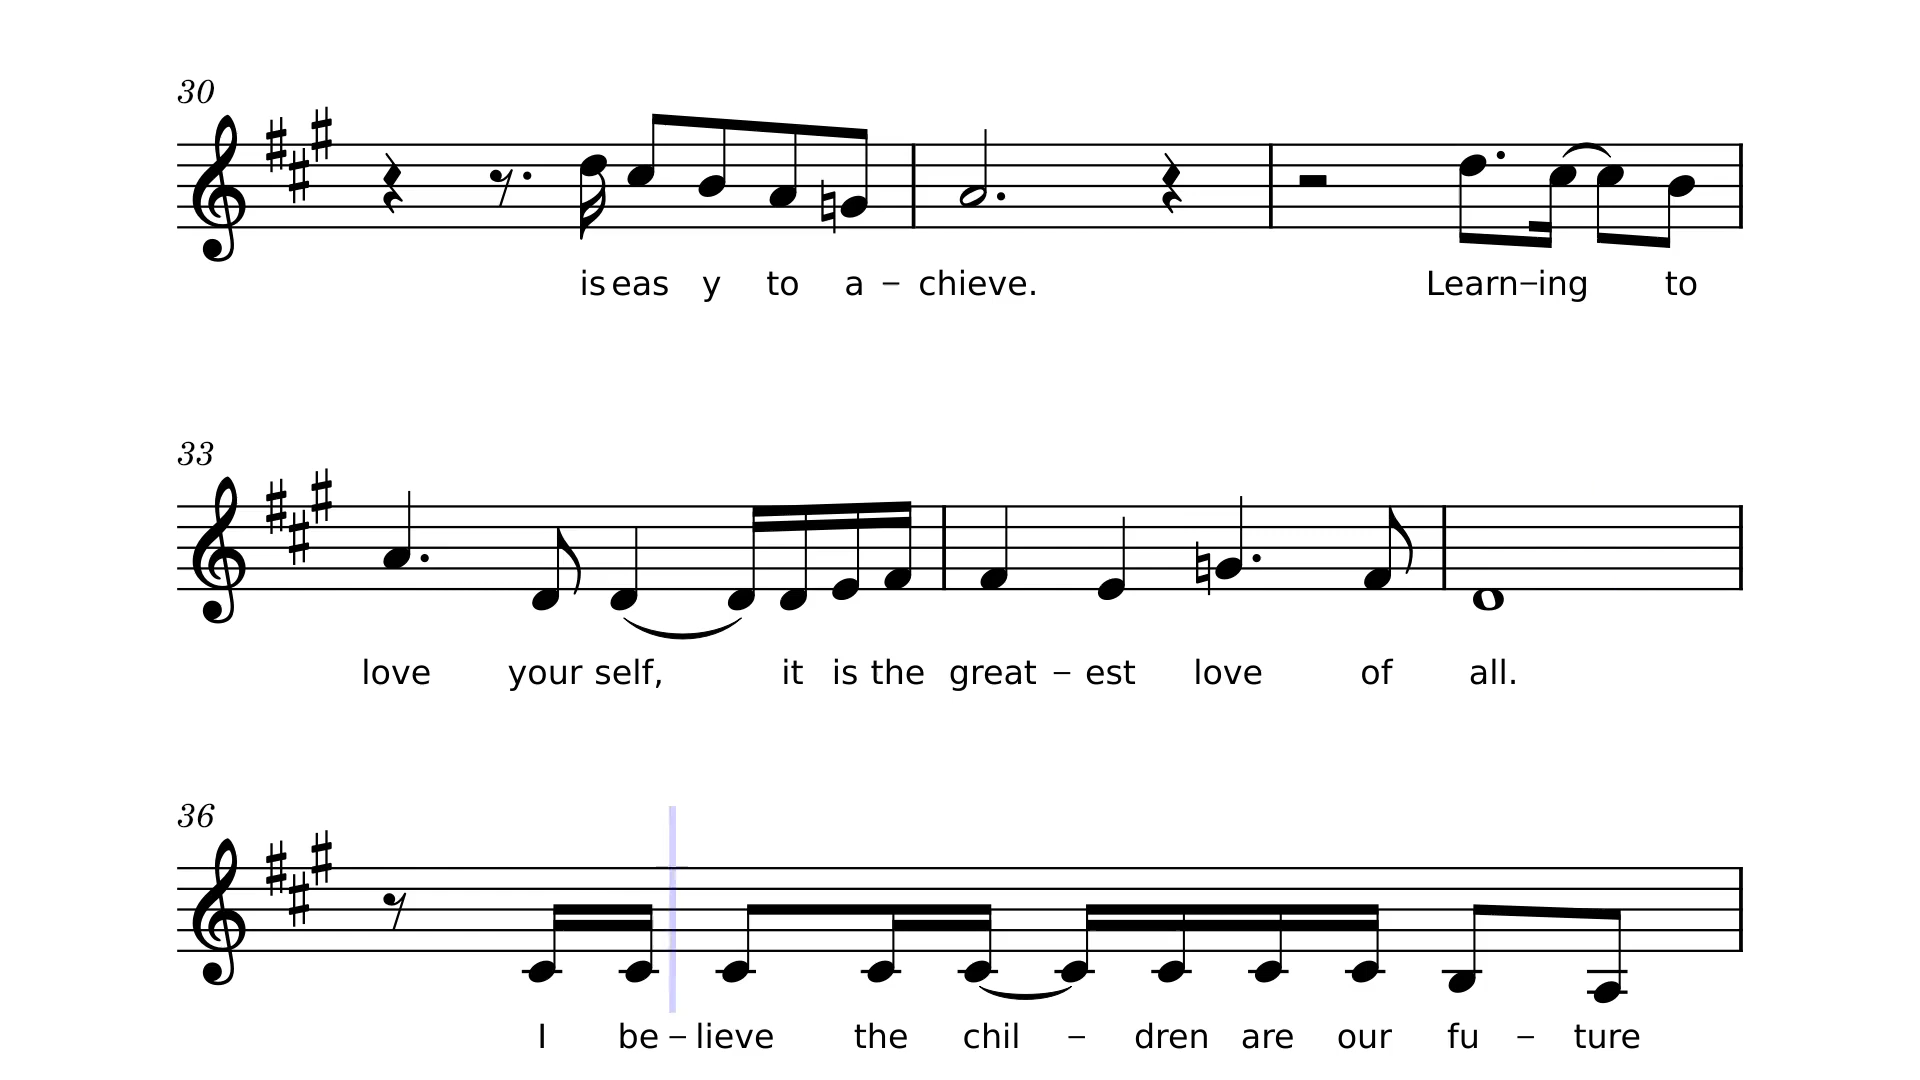 30
is eas y to a – chieve. Learn–ing to
33
love your self, it is the great – est love of all.
36
I be – lieve the chil – dren are our fu – ture